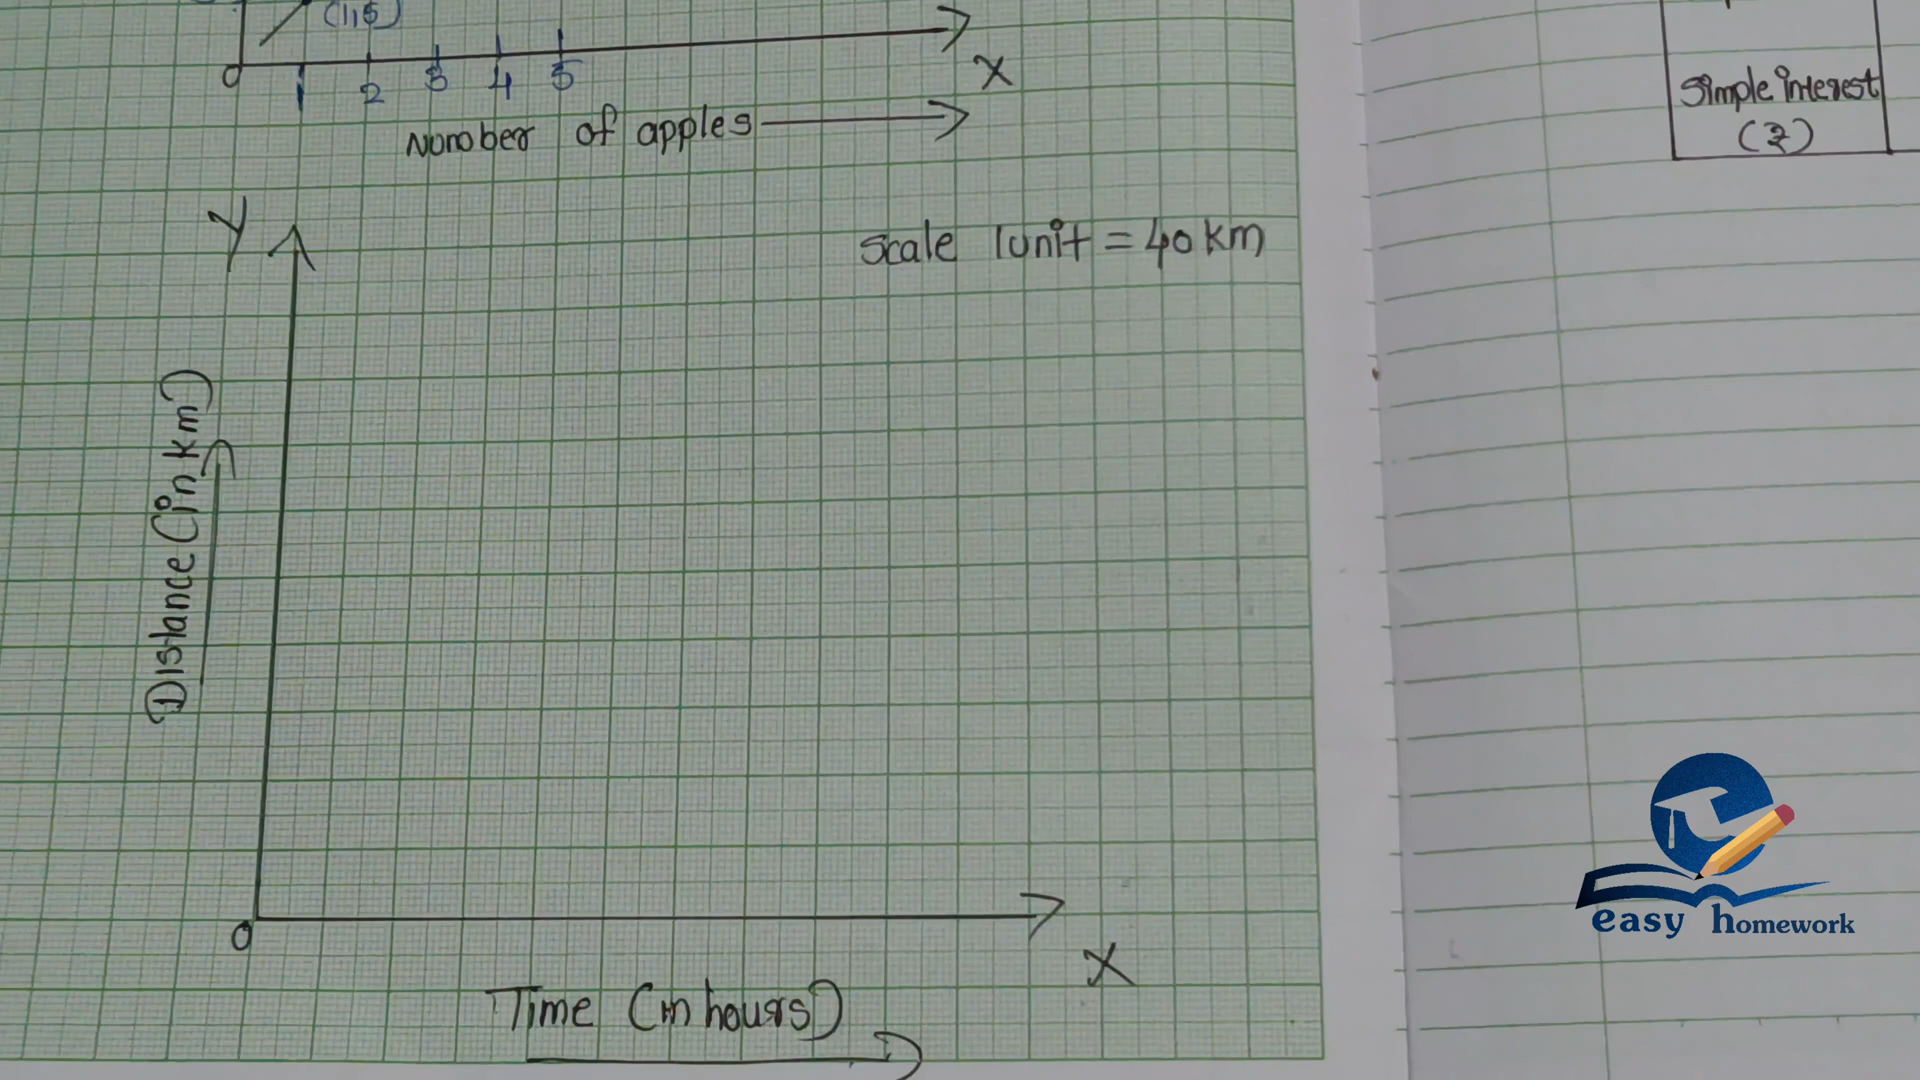 (1,5)
0 1 2 3 4 5 X
Number of apples
Simple interest
(₹)
Y
Scale 1unit = 40 km
Distance (in km)
0
X
Time (in hours)
easy homework